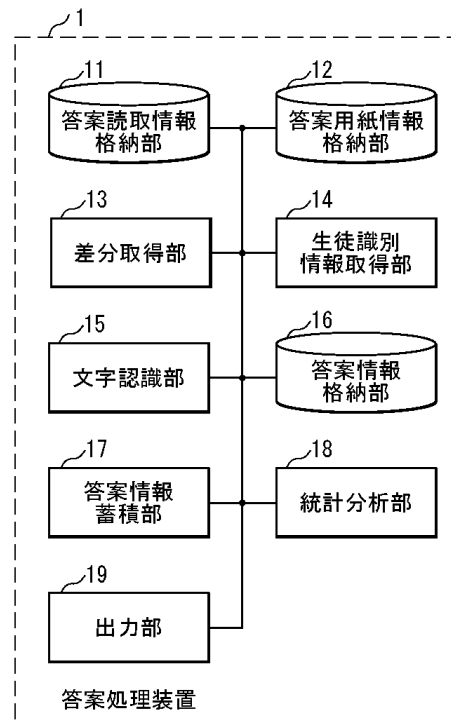 1
11
答案読取情報
格納部
12
答案用紙情報
格納部
13
差分取得部
14
生徒識別
情報取得部
15
文字認識部
16
答案情報
格納部
17
答案情報
蓄積部
18
統計分析部
19
出力部
答案処理装置